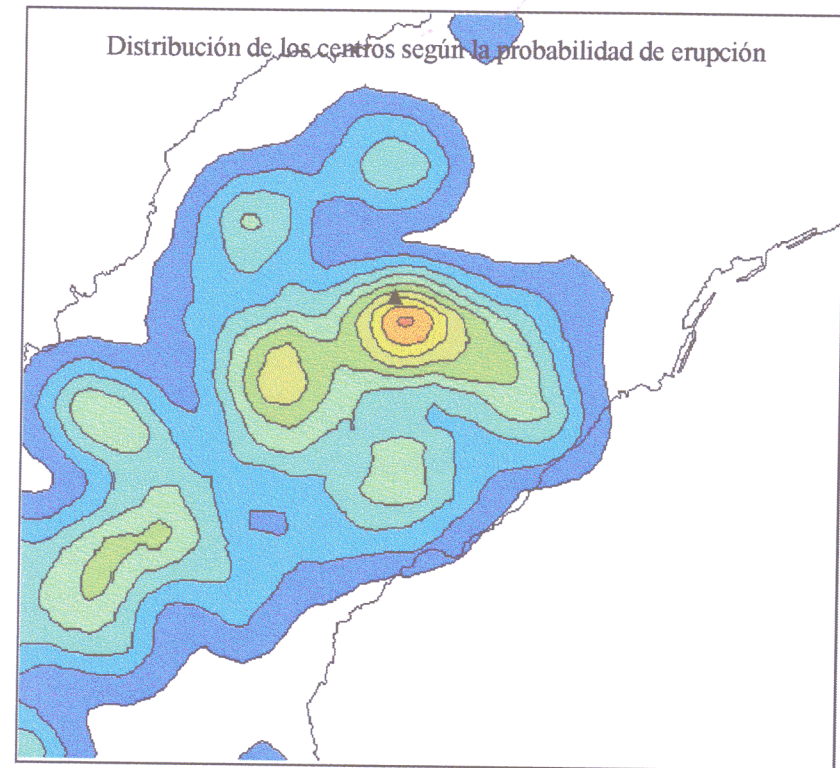 Distribución de los centros según la probabilidad de erupción